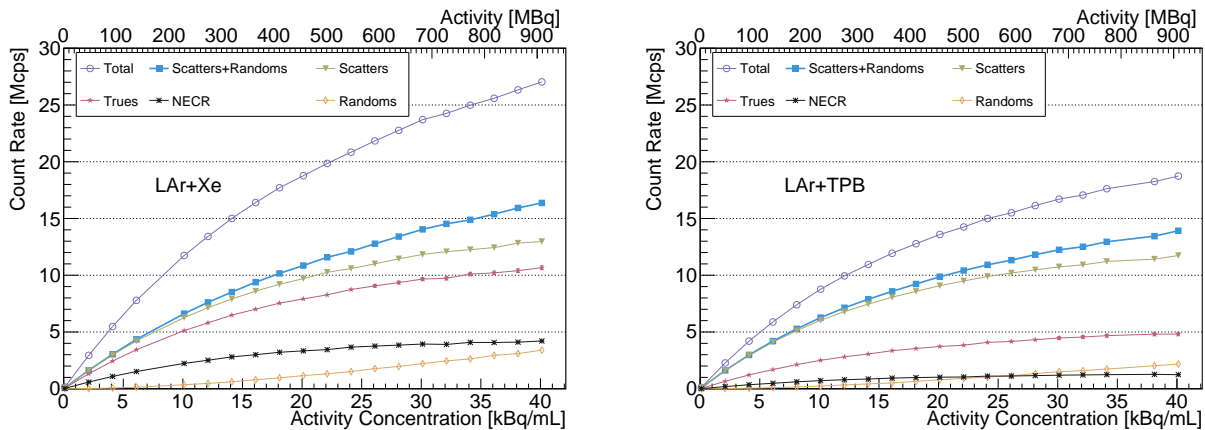 Activity [MBq]
0 100 200 300 400 500 600 700 800 900
30
25
20
15
10
5
0
Count Rate [Mcps]
Total Scatters+Randoms Scatters
Trues NECR Randoms
LAr+Xe
0 5 10 15 20 25 30 35 40
Activity Concentration [kBq/mL]
Activity [MBq]
0 100 200 300 400 500 600 700 800 900
30
25
20
15
10
5
0
Count Rate [Mcps]
Total Scatters+Randoms Scatters
Trues NECR Randoms
LAr+TPB
0 5 10 15 20 25 30 35 40
Activity Concentration [kBq/mL]